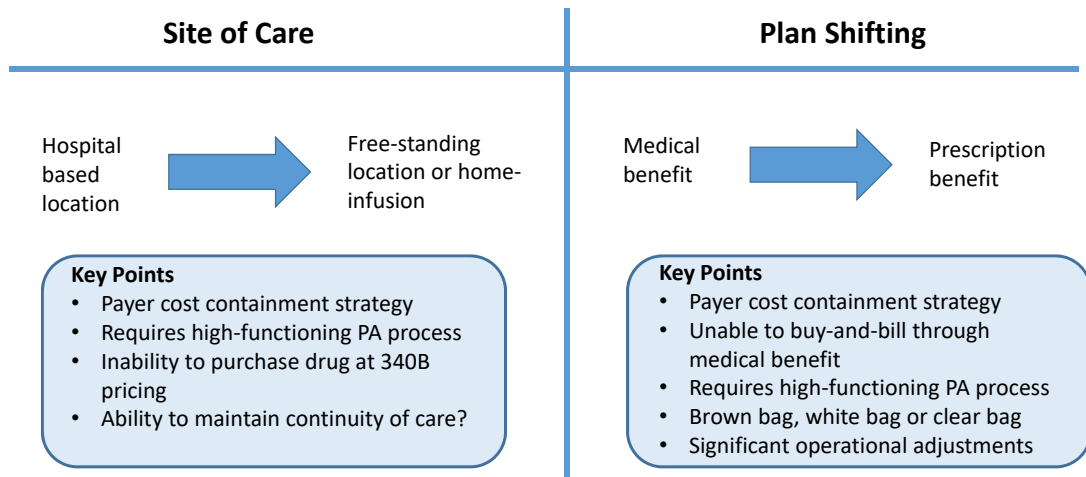 Site of Care
Hospital
based
location
Free-standing
location or home-
infusion
Key Points
• Payer cost containment strategy
• Requires high-functioning PA process
• Inability to purchase drug at 340B
pricing
• Ability to maintain continuity of care?
Plan Shifting
Medical
benefit
Prescription
benefit
Key Points
• Payer cost containment strategy
• Unable to buy-and-bill through
medical benefit
• Requires high-functioning PA process
• Brown bag, white bag or clear bag
• Significant operational adjustments